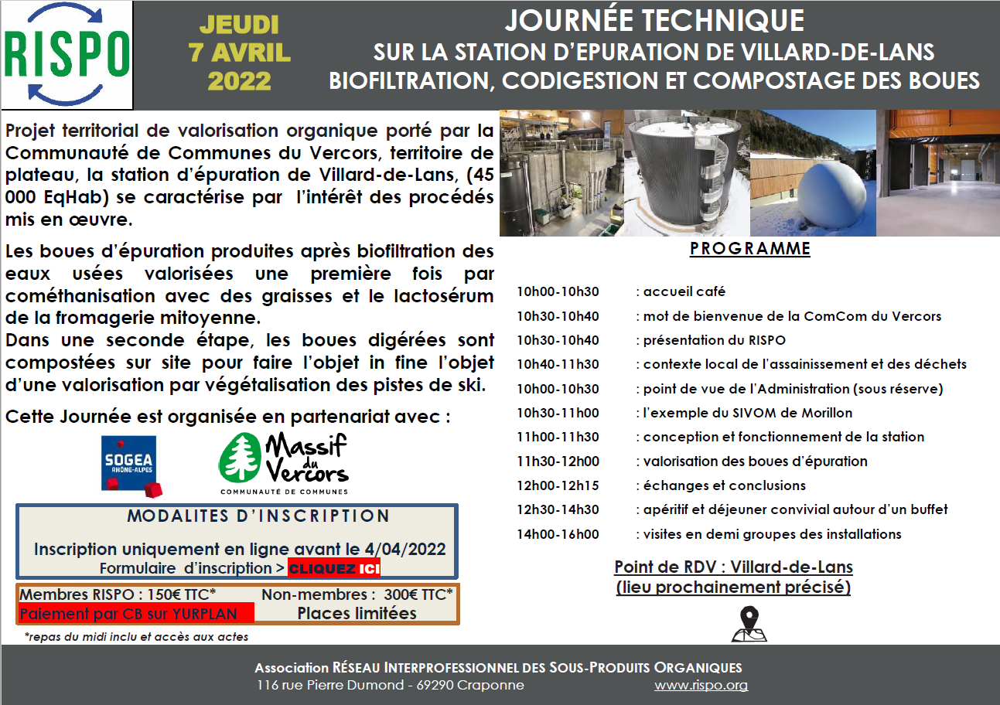 RISPO
JEUDI
7 AVRIL
2022
JOURNÉE TECHNIQUE
SUR LA STATION D'EPURATION DE VILLARD-DE-LANS
BIOFILTRATION, CODIGESTION ET COMPOSTAGE DES BOUES
Projet territorial de valorisation organique porté par la
Communauté de Communes du Vercors, territoire de
plateau, la station d'épuration de Villard-de-Lans, (45
000 EqHab) se caractérise par l'intérêt des procédés
mis en œuvre.
Les boues d'épuration produites après biofiltration des
eaux usées valorisées une première fois par
cométhanisation avec des graisses et le lactosérum
de la fromagerie mitoyenne.
Dans une seconde étape, les boues digérées sont
compostées sur site pour faire l'objet in fine l'objet
d'une valorisation par végétalisation des pistes de ski.
Cette Journée est organisée en partenariat avec :
SOGEA
RHÔNE-ALPES
Massif
du
Vercors
COMMUNAUTÉ DE COMMUNES
MODALITES D'INSCRIPTION
Inscription uniquement en ligne avant le 4/04/2022
Formulaire d'inscription > CLIQUEZ ICI
Membres RISPO : 150€ TTC* Non-membres : 300€ TTC*
Paiement par CB sur YURPLAN Places limitées
*repas du midi inclu et accès aux actes
PROGRAMME
10h00-10h30 : accueil café
10h30-10h40 : mot de bienvenue de la ComCom du Vercors
10h30-10h40 : présentation du RISPO
10h40-11h30 : contexte local de l'assainissement et des déchets
10h00-10h30 : point de vue de l'Administration (sous réserve)
10h30-11h00 : l'exemple du SIVOM de Morillon
11h00-11h30 : conception et fonctionnement de la station
11h30-12h00 : valorisation des boues d'épuration
12h00-12h15 : échanges et conclusions
12h30-14h30 : apéritif et déjeuner convivial autour d'un buffet
14h00-16h00 : visites en demi groupes des installations
Point de RDV : Villard-de-Lans
(lieu prochainement précisé)
Association RÉSEAU INTERPROFESSIONNEL DES SOUS-PRODUITS ORGANIQUES
116 rue Pierre Dumond - 69290 Craponne www.rispo.org